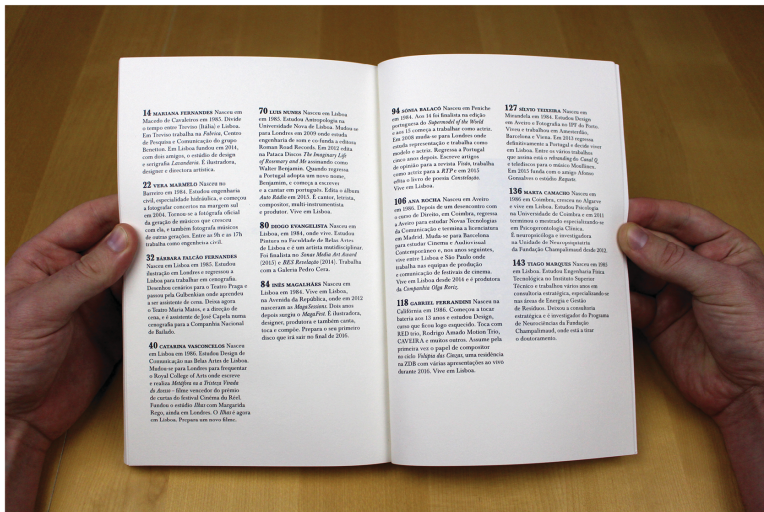 14 MARIANA FERNANDES Nasceu em
Macedo de Cavaleiros em 1985. Divide
o tempo entre Treviso (Itália) e Lisboa.
Em Treviso trabalha na Fabrica, Centro
de Pesquisa e Comunicação do grupo
Benetton. Em Lisboa fundou em 2014,
com dois amigos, o estúdio de design
e serigrafia Lavandaria. É ilustradora,
designer e directora artística.
22 VERA MARMELO Nasceu no
Barreiro em 1984. Estudou engenharia
civil, especialidade hidráulica, e começou
a fotografar concertos na margem sul
em 2004. Tornou-se a fotógrafa oficial
da geração de músicos que cresceu
com ela, e também fotografa músicos
de outras gerações. Entre as 9h e as 17h
trabalha como engenheira civil.
32 BÁRBARA FALCÃO FERNANDES
Nasceu em Lisboa em 1985. Estudou
ilustração em Londres e regressou a
Lisboa para trabalhar em cenografia.
Desenhou cenários para o Teatro Praga e
passou pela Gulbenkian onde aprendeu
a ser assistente de cena. Deixa agora
o Teatro Maria Matos, e a direcção de
cena, e é assistente de José Capela numa
cenografia para a Companhia Nacional
de Bailado.
40 CATARINA VASCONCELOS Nasceu
em Lisboa em 1986. Estudou Design de
Comunicação nas Belas Artes de Lisboa.
Mudou-se para Londres para frequentar
o Royal College of Arts onde escreve
e realiza Metáfora ou a Tristeza Virada
do Avesso – filme vencedor do prémio
de curtas do festival Cinéma du Réel.
Fundou o estúdio Ilhas com Margarida
Rego, ainda em Londres. O Ilhas é agora
em Lisboa. Prepara um novo filme.
70 LUIS NUNES Nasceu em Lisboa
em 1985. Estudou Antropologia na
Universidade Nova de Lisboa. Mudou-se
para Londres em 2009 onde estuda
engenharia de som e co-funda a editora
Roman Road Records. Em 2012 edita
na Pataca Discos The Imaginary Life
of Rosemary and Me assinando como
Walter Benjamin. Quando regressa
a Portugal adopta um novo nome,
Benjamim, e começa a escrever
e a cantar em português. Edita o álbum
Auto Rádio em 2015. É cantor, letrista,
compositor, multi-instrumentista
e produtor. Vive em Lisboa.
80 DIOGO EVANGELISTA Nasceu em
Lisboa, em 1984, onde vive. Estudou
Pintura na Faculdade de Belas Artes
de Lisboa e é um artista multidisciplinar.
Foi finalista no Sonae Media Art Award
(2015) e BES Revelação (2014). Trabalha
com a Galeria Pedro Cera.
84 INÊS MAGALHÃES Nasceu em
Lisboa em 1984. Vive em Lisboa,
na Avenida da República, onde em 2012
nasceram as MagaSessions. Dois anos
depois surgiu o MagaFest. É ilustradora,
designer, produtora e também canta,
toca e compõe. Prepara o seu primeiro
disco que irá sair no final de 2016.
94 SÓNIA BALACÓ Nasceu em Peniche
em 1984. Aos 14 foi finalista na edição
portuguesa do Supermodel of the World
e aos 15 começa a trabalhar como actriz.
Em 2008 muda-se para Londres onde
estuda representação e trabalha como
modelo e actriz. Regressa a Portugal
cinco anos depois. Escreve artigos
de opinião para a revista Visão, trabalha
como actriz para a RTP e em 2015
edita o livro de poesia Constelação.
Vive em Lisboa.
106 ANA ROCHA Nasceu em Aveiro
em 1986. Depois de um desencontro com
o curso de Direito, em Coimbra, regressa
a Aveiro para estudar Novas Tecnologias
da Comunicação e termina a licenciatura
em Madrid. Muda-se para Barcelona
para estudar Cinema e Audiovisual
Contemporâneo e, nos anos seguintes,
vive entre Lisboa e São Paulo onde
trabalha nas equipas de produção
e comunicação de festivais de cinema.
Vive em Lisboa desde 2014 e é produtora
da Companhia Olga Roriz.
118 GABRIEL FERRANDINI Nasceu na
Califórnia em 1986. Começou a tocar
bateria aos 13 anos e estudou Design,
curso que ficou logo esquecido. Toca com
RED trio, Rodrigo Amado Motion Trio,
CAVEIRA e muitos outros. Assume pela
primeira vez o papel de compositor
no ciclo Volúpias das Cinzas, uma residência
na ZDB com várias apresentações ao vivo
durante 2016. Vive em Lisboa.
127 SÍLVIO TEIXEIRA Nasceu em
Mirandela em 1984. Estudou Design
em Aveiro e Fotografia no IPF do Porto.
Viveu e trabalhou em Amesterdão,
Barcelona e Viena. Em 2011 regressa
definitivamente a Portugal e decide viver
em Lisboa. Entre os vários trabalhos
que assina está o rebranding do Canal Q
e telediscos para o músico Moullinex.
Em 2015 funda com o amigo Afonso
Gonçalves o estúdio
136 MARTA CAMACHO Nasceu em
1986 em Coimbra, cresceu no Algarve
e vive em Lisboa. Estudou Psicologia
na Universidade de Coimbra e em 2011
terminou o mestrado especializando-se
em Psicogerontologia Clínica.
É neuropsicóloga e investigadora
na Unidade de Neuropsiquiatria
da Fundação Champalimaud desde 2012.
143 TIAGO MARQUES Nasceu em 1985
em Lisboa. Estudou Engenharia Física
Tecnológica no Instituto Superior
Técnico e trabalhou vários anos em
consultoria estratégica, especializando-se
nas áreas de Energia e Gestão
de Resíduos. Deixou a consultoria
estratégica e é investigador do Programa
de Neurociências da Fundação
Champalimaud, onde está a tirar
o doutoramento.